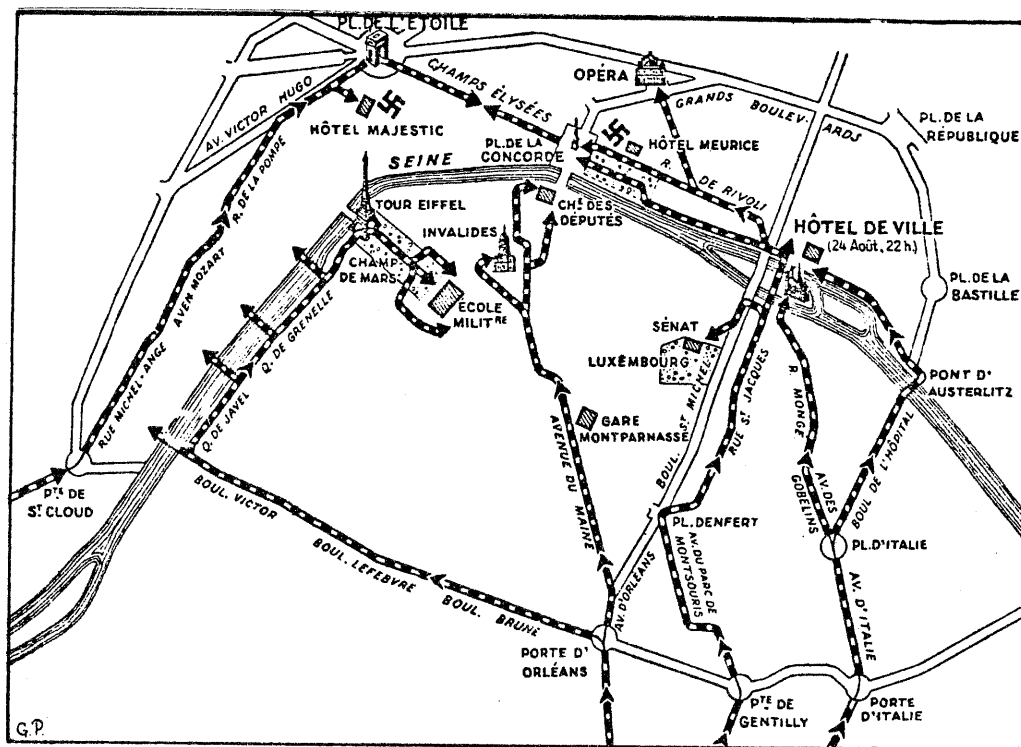 PL. DE L'ÉTOILE
AV. VICTOR HUGO
CHAMPS ÉLYSÉES
OPÉRA
GRANDS BOULEVARDS
PL. DE LA
RÉPUBLIQUE
HÔTEL MAJESTIC
HÔTEL MEURICE
R. DE LA POMPE
SEINE
PL. DE LA
CONCORDE
R. DE RIVOLI
TOUR EIFFEL
INVALIDES
CHE DES
DÉPUTÉS
HÔTEL DE VILLE
(24 Août, 22 h.)
AVEN MOZART
CHAMP
DE MARS
ECOLE
MILITRE
PL. DE LA
BASTILLE
Q. DE GRENELLE
SÉNAT
LUXÉMBOURG
RUE MICHEL-ANGE
Q. DE JAVEL
BOUL. ST MICHEL
RUE ST JACQUES
R. MONGE
PONT D'
AUSTERLITZ
GARE
MONTPARNASSE
AVENUE DU MAINE
BOUL DE L'HÔPITAL
PTE DE
ST CLOUD
BOUL. VICTOR
AV. DES
GOBELINS
PL. DENFERT
PL. D'ITALIE
BOUL. LEFEBVRE
AV. D'ORLÉANS
AV. DU PARC DE
MONTSOURIS
BOUL. BRUNE
AV. D'ITALIE
PORTE D'
ORLÉANS
PTE DE
GENTILLY
PORTE
D'ITALIE
G.P.